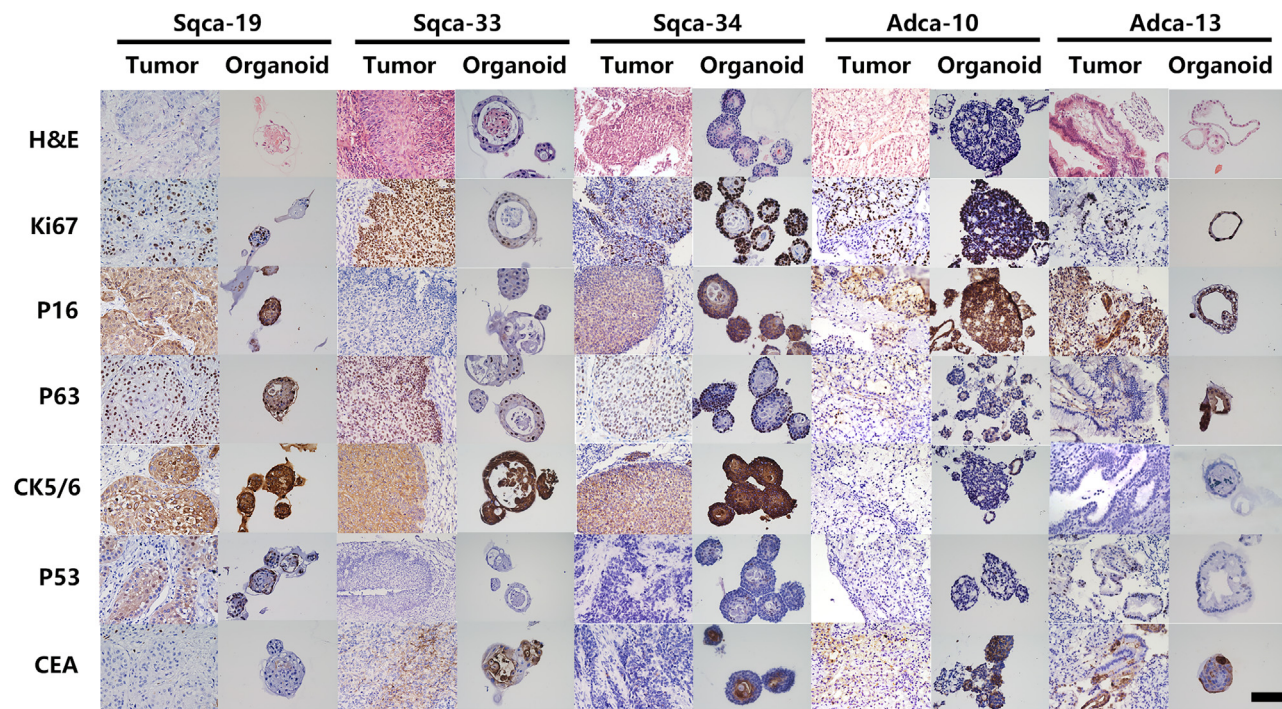 Sqca-19 Sqca-33 Sqca-34 Adca-10 Adca-13
Tumor Organoid Tumor Organoid Tumor Organoid Tumor Organoid Tumor Organoid
H&E
Ki67
P16
P63
CK5/6
P53
CEA